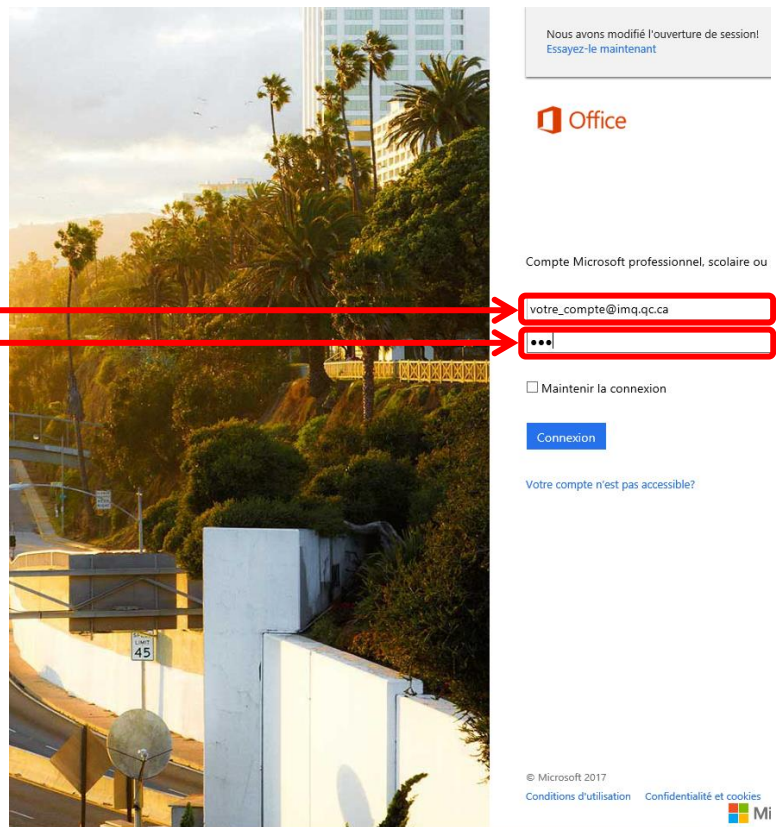 Nous avons modifié l'ouverture de session!
Essayez-le maintenant
Office
Compte Microsoft professionnel, scolaire ou
votre_compte@imq.qc.ca
•••
Maintenir la connexion
Connexion
Votre compte n'est pas accessible?
LIMIT
45
© Microsoft 2017
Conditions d'utilisation Confidentialité et cookies
Mi